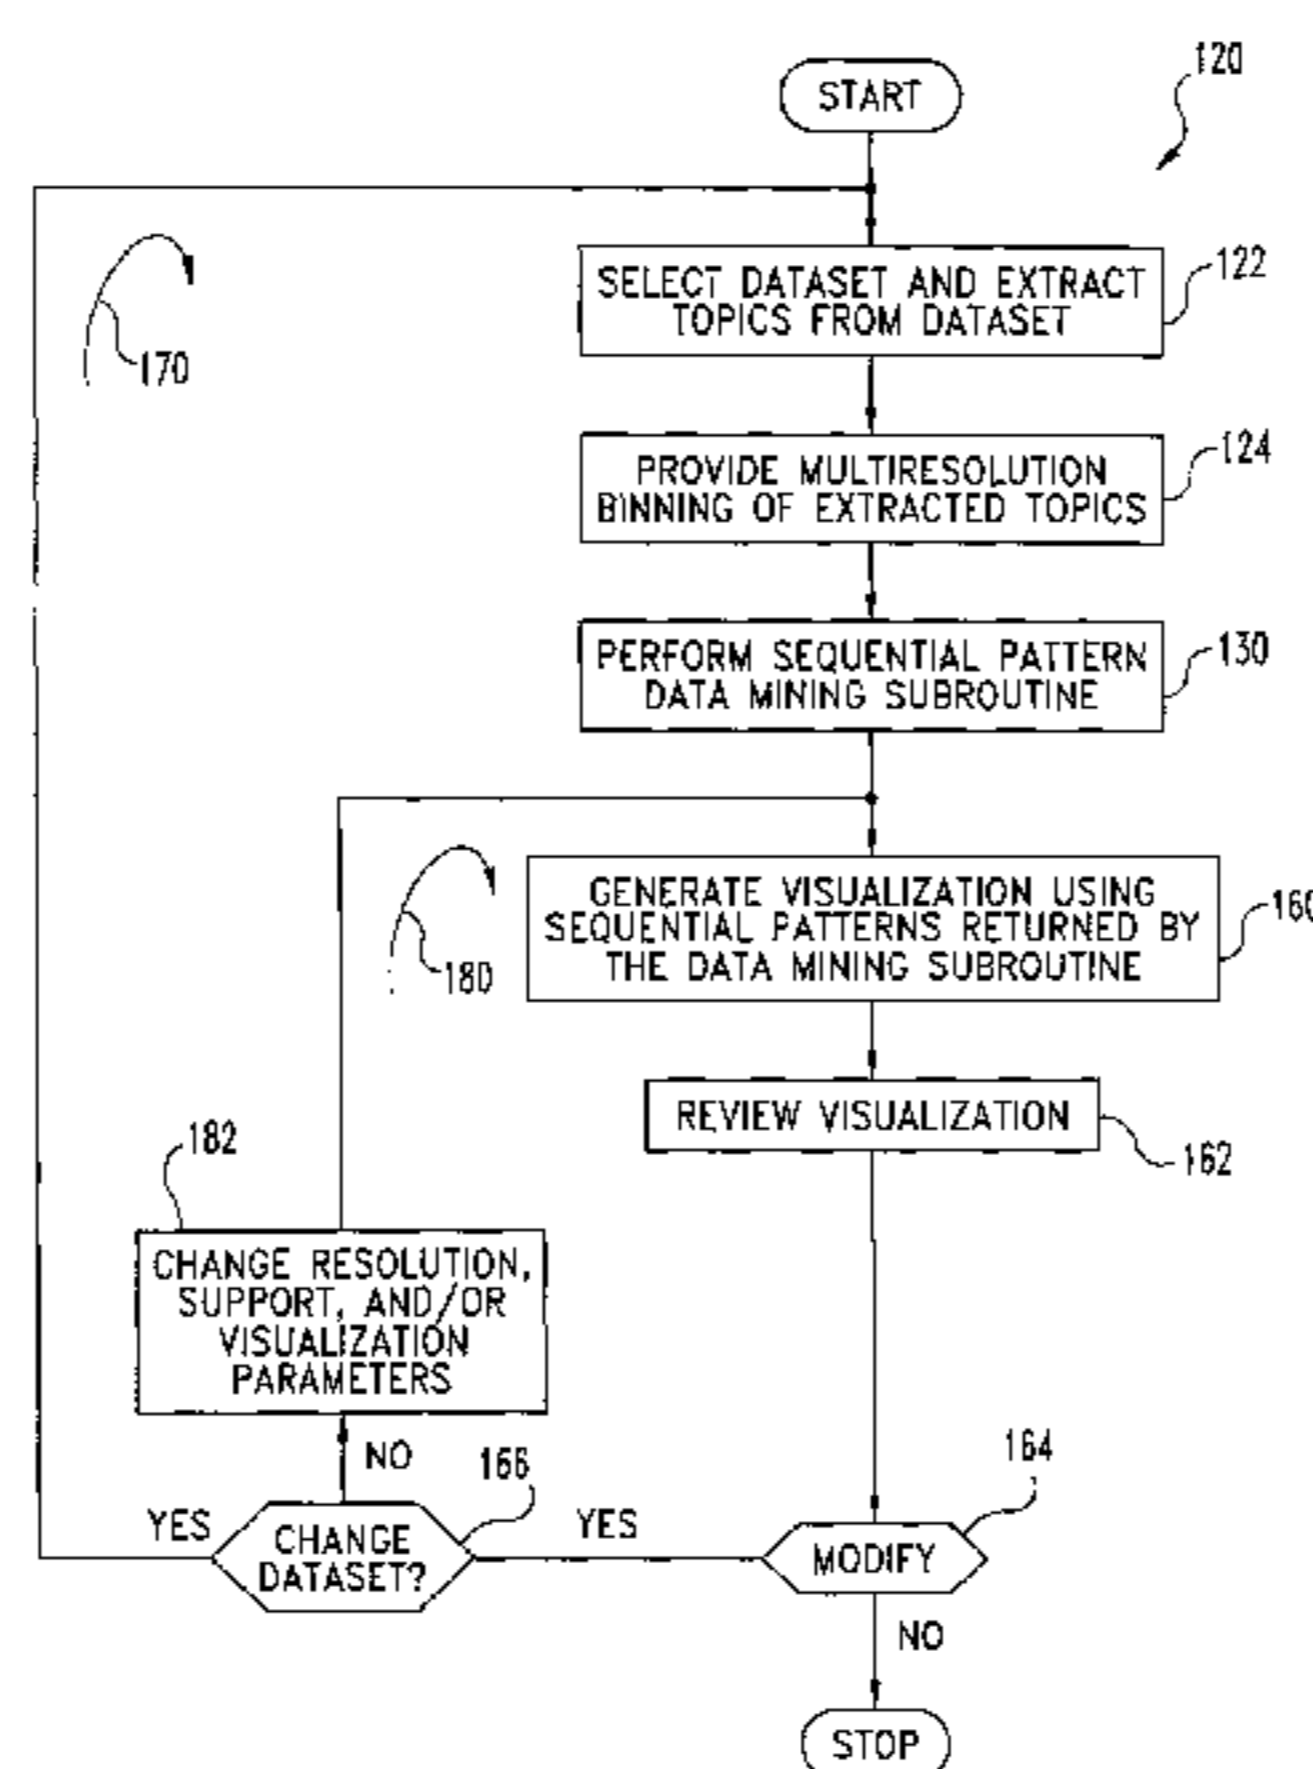 START
120
SELECT DATASET AND EXTRACT
TOPICS FROM DATASET
122
170
PROVIDE MULTIRESOLUTION
BINNING OF EXTRACTED TOPICS
124
PERFORM SEQUENTIAL PATTERN
DATA MINING SUBROUTINE
130
GENERATE VISUALIZATION USING
SEQUENTIAL PATTERNS RETURNED BY
THE DATA MINING SUBROUTINE
160
180
REVIEW VISUALIZATION
162
182
CHANGE RESOLUTION,
SUPPORT, AND/OR
VISUALIZATION
PARAMETERS
NO
166
164
YES
CHANGE
DATASET?
YES
MODIFY
NO
STOP